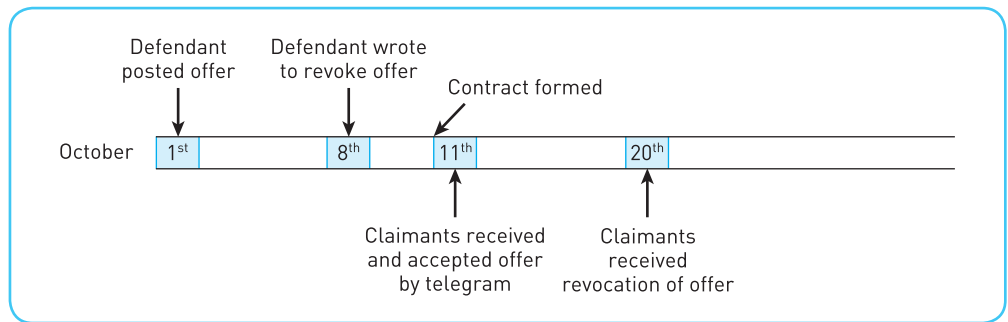 Defendant
posted offer
Defendant wrote
to revoke offer
Contract formed
October 1st 8th 11th 20th
Claimants received
and accepted offer
by telegram
Claimants
received
revocation of offer